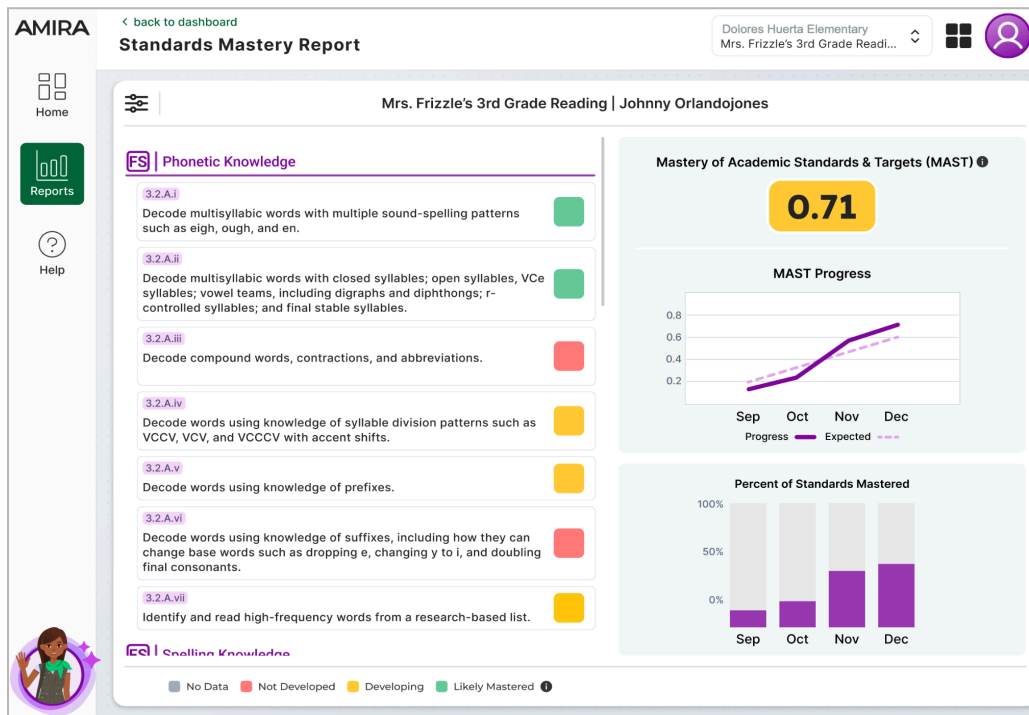 AMIRA
< back to dashboard
Standards Mastery Report
Dolores Huerta Elementary
Mrs. Frizzle's 3rd Grade Readi...
Home
Reports
?
Help
Mrs. Frizzle's 3rd Grade Reading | Johnny Orlandojones
FS | Phonetic Knowledge
3.2.A.i
Decode multisyllabic words with multiple sound-spelling patterns
such as eigh, ough, and en.
3.2.A.ii
Decode multisyllabic words with closed syllables; open syllables, VCe
syllables; vowel teams, including digraphs and diphthongs; r-
controlled syllables; and final stable syllables.
3.2.A.iii
Decode compound words, contractions, and abbreviations.
3.2.A.iv
Decode words using knowledge of syllable division patterns such as
VCCV, VCV, and VCCCV with accent shifts.
3.2.A.v
Decode words using knowledge of prefixes.
3.2.A.vi
Decode words using knowledge of suffixes, including how they can
change base words such as dropping e, changing y to i, and doubling
final consonants.
3.2.A.vii
Identify and read high-frequency words from a research-based list.
FS | Spelling Knowledge
Mastery of Academic Standards & Targets (MAST) i
0.71
MAST Progress
0.8
0.6
0.4
0.2
Sep Oct Nov Dec
Progress Expected
Percent of Standards Mastered
100%
50%
0%
Sep Oct Nov Dec
No Data Not Developed Developing Likely Mastered i